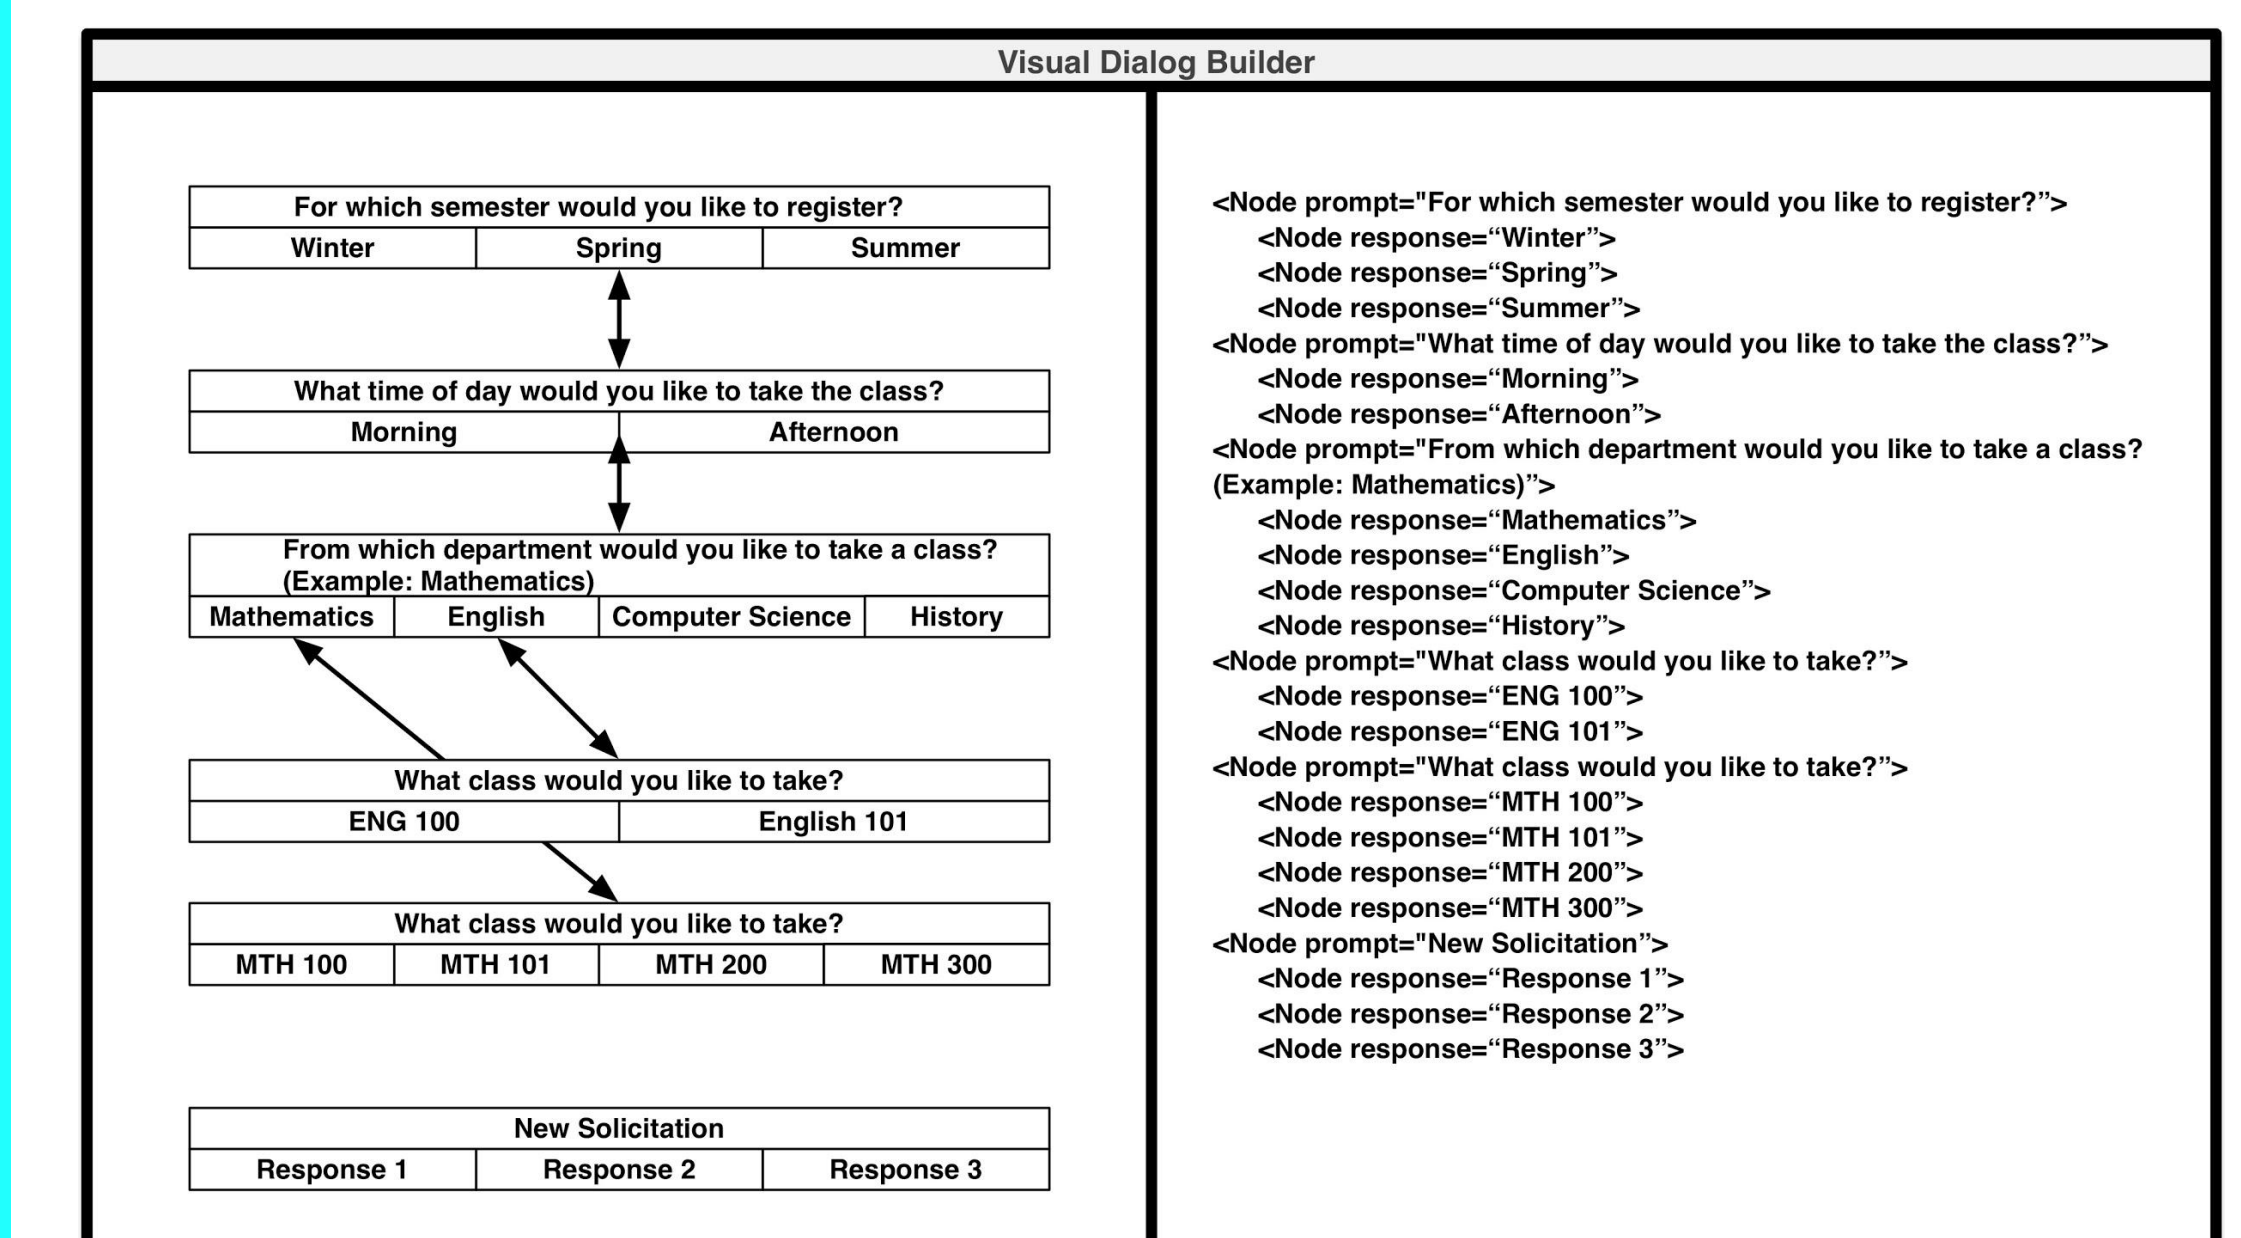 Visual Dialog Builder
For which semester would you like to register?
Winter Spring Summer
What time of day would you like to take the class?
Morning Afternoon
From which department would you like to take a class?
(Example: Mathematics)
Mathematics English Computer Science History
What class would you like to take?
ENG 100 English 101
What class would you like to take?
MTH 100 MTH 101 MTH 200 MTH 300
New Solicitation
Response 1 Response 2 Response 3
<Node prompt="For which semester would you like to register?”>
<Node response=“Winter”>
<Node response=“Spring”>
<Node response=“Summer”>
<Node prompt="What time of day would you like to take the class?”>
<Node response=“Morning”>
<Node response=“Afternoon”>
<Node prompt="From which department would you like to take a class?
(Example: Mathematics)”>
<Node response=“Mathematics”>
<Node response=“English”>
<Node response=“Computer Science”>
<Node response=“History”>
<Node prompt="What class would you like to take?”>
<Node response=“ENG 100”>
<Node response=“ENG 101”>
<Node prompt="What class would you like to take?”>
<Node response=“MTH 100”>
<Node response=“MTH 101”>
<Node response=“MTH 200”>
<Node response=“MTH 300”>
<Node prompt="New Solicitation”>
<Node response=“Response 1”>
<Node response=“Response 2”>
<Node response=“Response 3”>